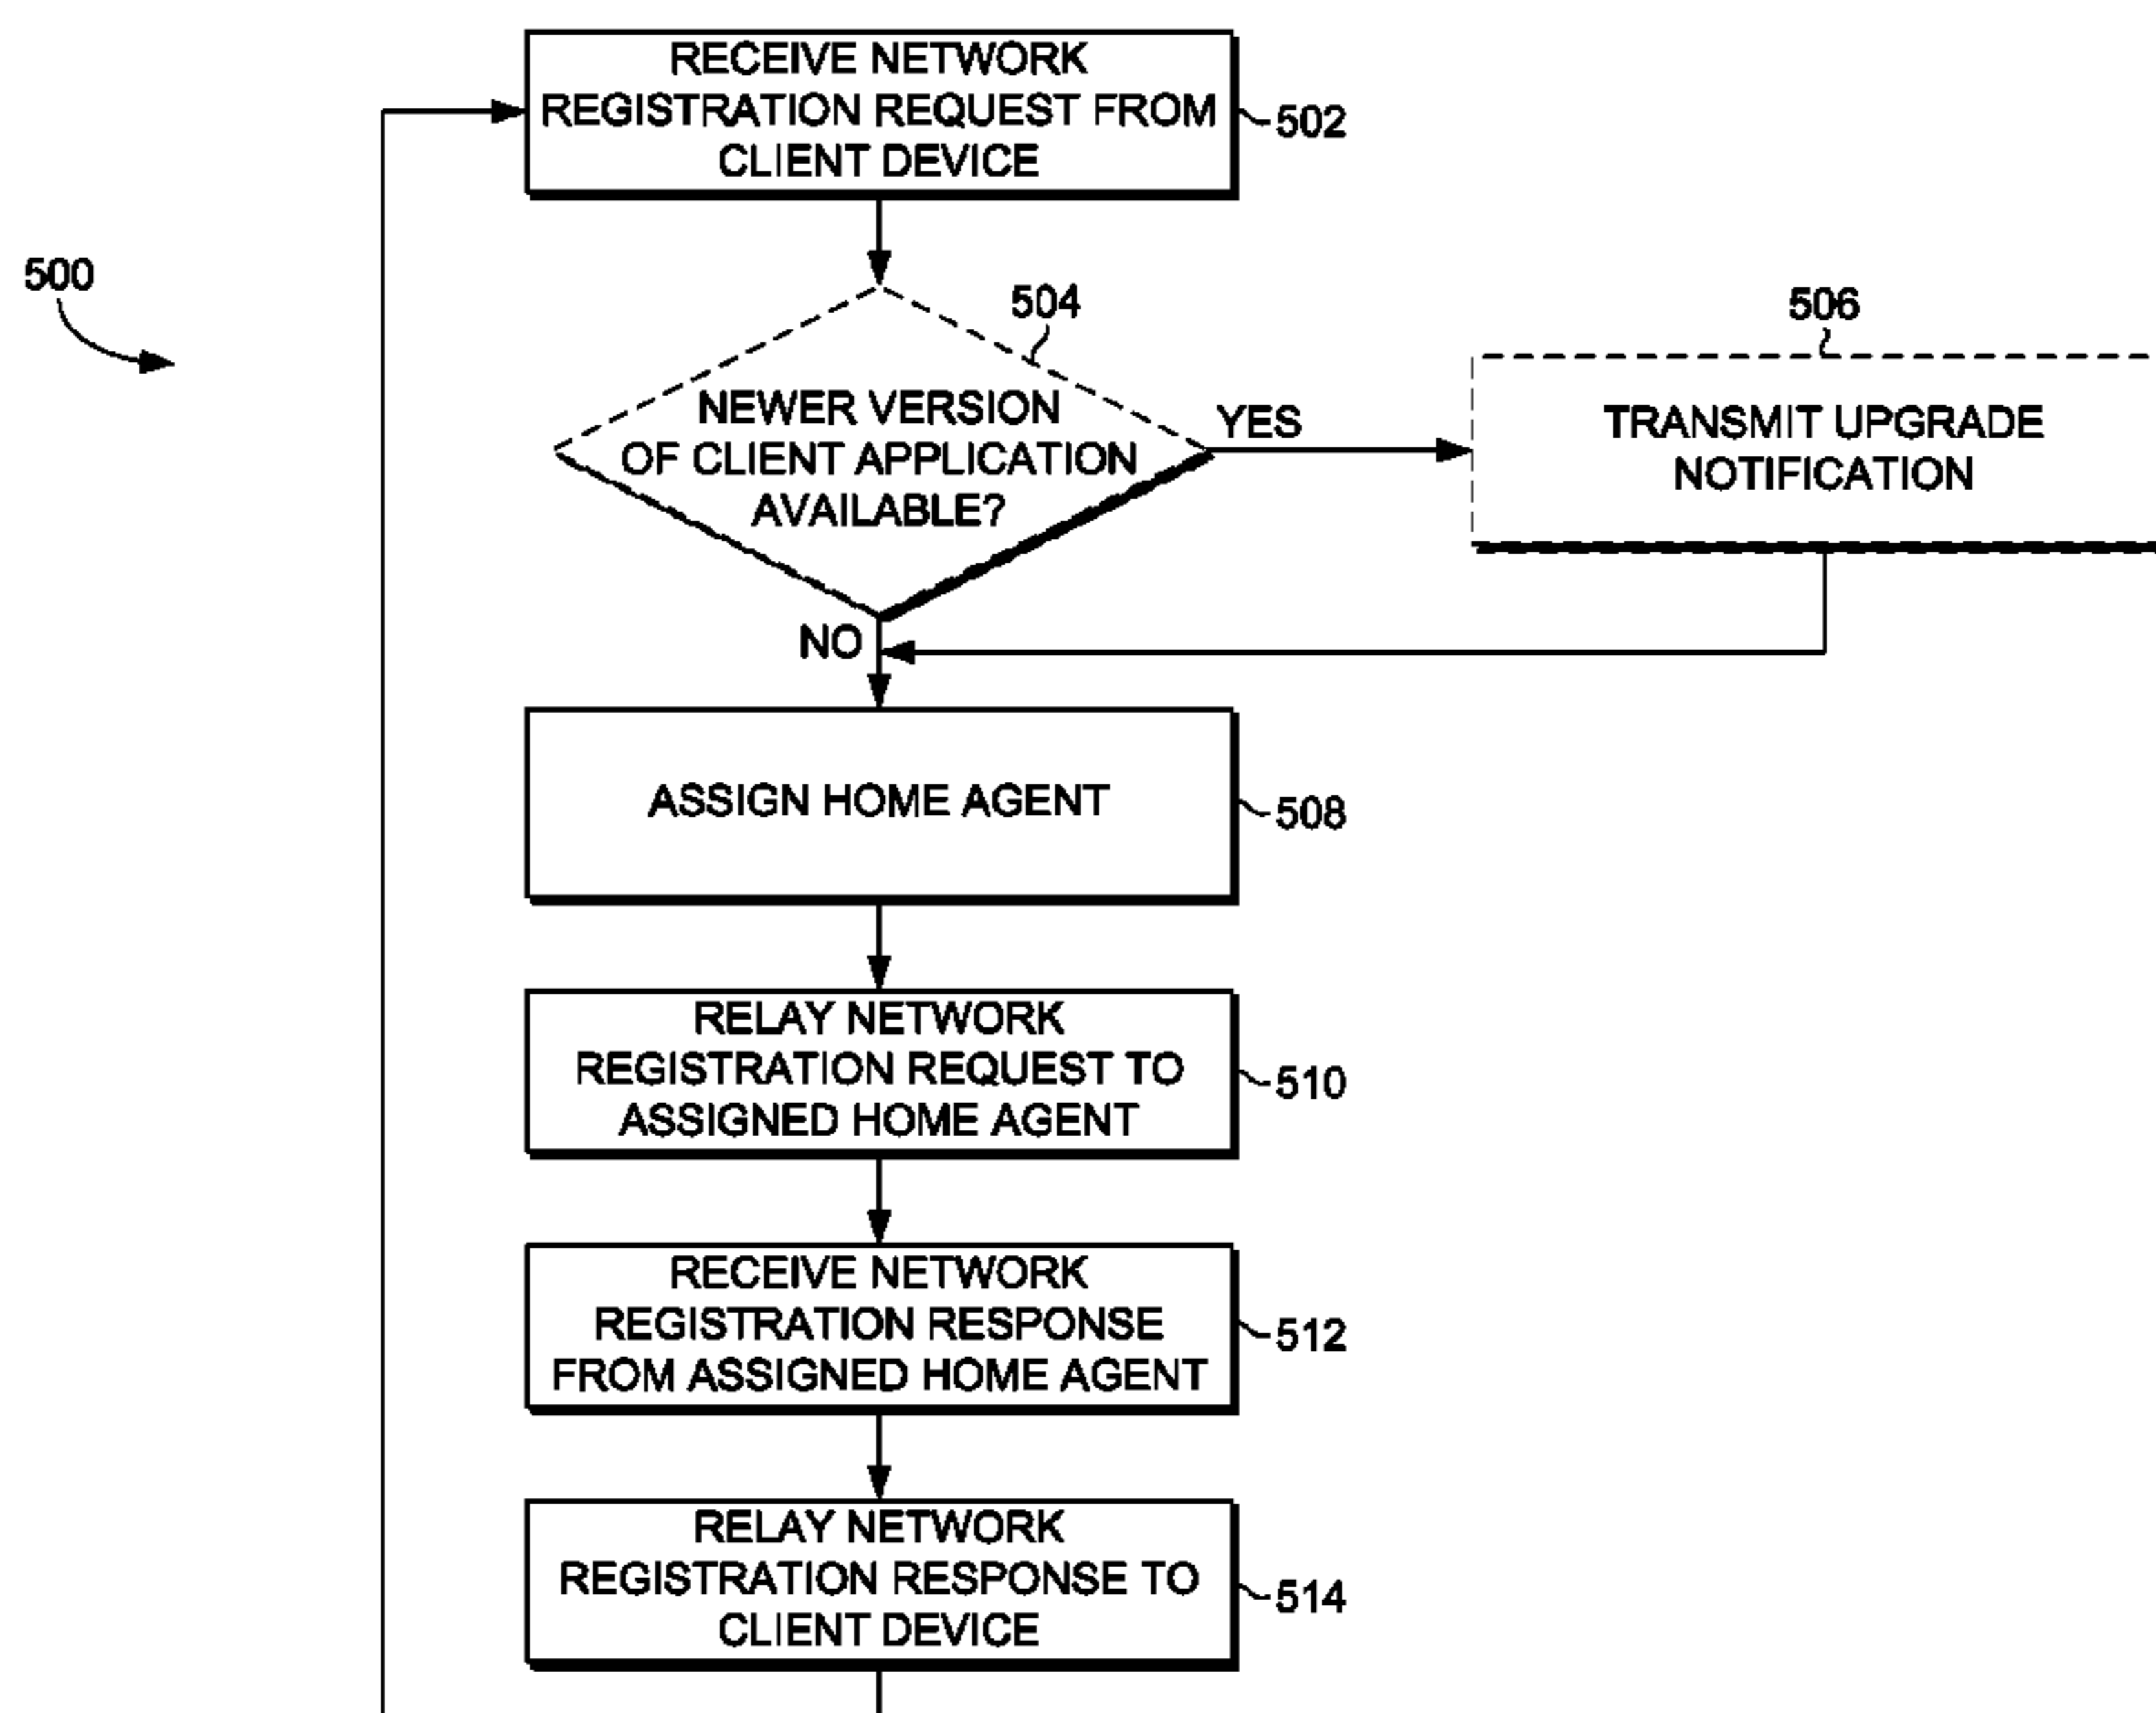 RECEIVE NETWORK
REGISTRATION REQUEST FROM
CLIENT DEVICE
502
500
504
NEWER VERSION
OF CLIENT APPLICATION
AVAILABLE?
YES
506
TRANSMIT UPGRADE
NOTIFICATION
NO
ASSIGN HOME AGENT
508
RELAY NETWORK
REGISTRATION REQUEST TO
ASSIGNED HOME AGENT
510
RECEIVE NETWORK
REGISTRATION RESPONSE
FROM ASSIGNED HOME AGENT
512
RELAY NETWORK
REGISTRATION RESPONSE TO
CLIENT DEVICE
514